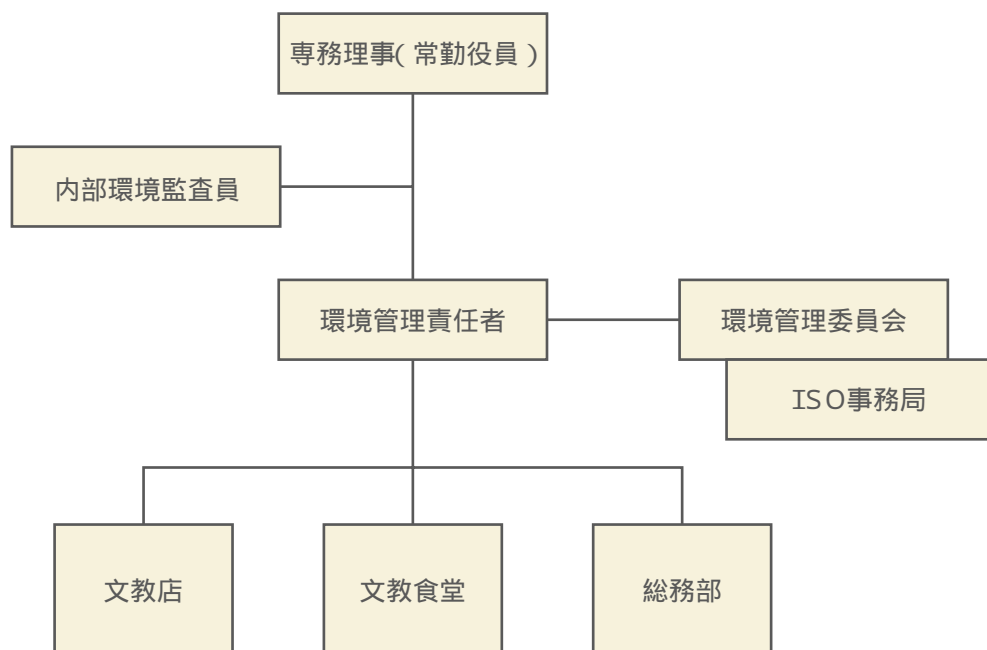 専務理事(常勤役員)
内部環境監査員
環境管理責任者
環境管理委員会
ISO事務局
文教店
文教食堂
総務部